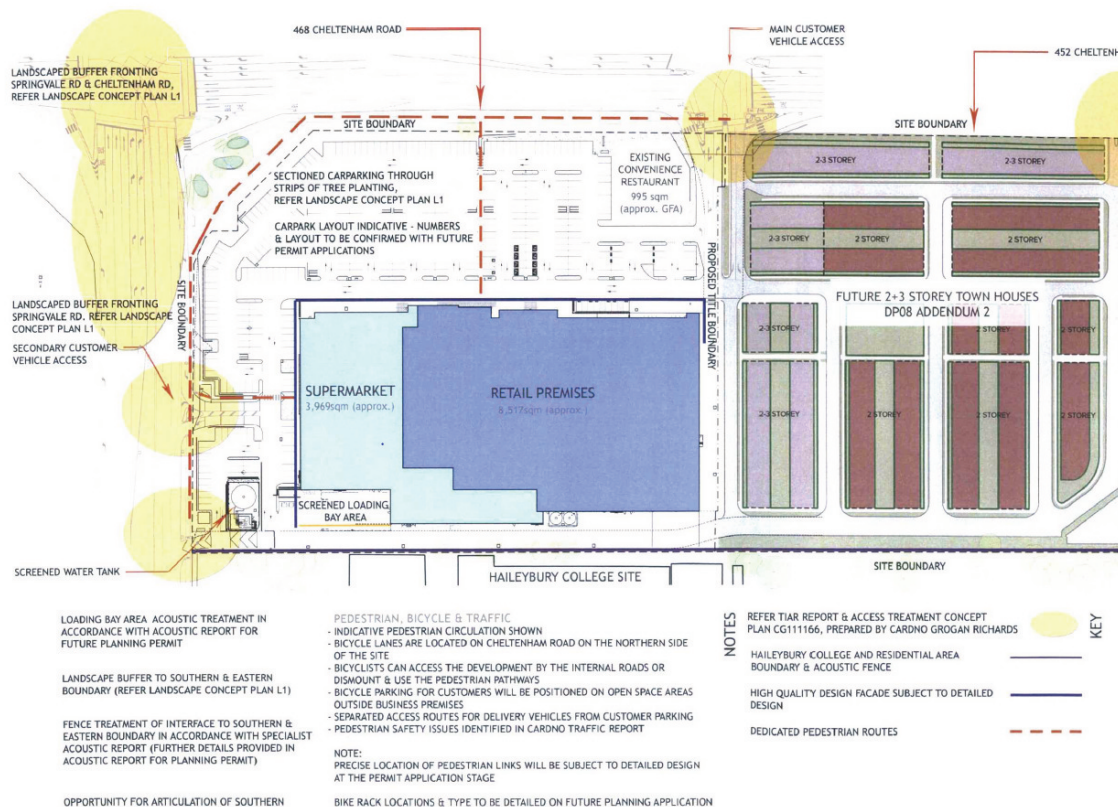 468 CHELTENHAM ROAD
MAIN CUSTOMER
VEHICLE ACCESS
452 CHELTENH
LANDSCAPED BUFFER FRONTING
SPRINGVALE RD & CHELTENHAM RD,
REFER LANDSCAPE CONCEPT PLAN L1
SITE BOUNDARY
SITE BOUNDARY
SECTIONED CARPARKING THROUGH
STRIPS OF TREE PLANTING,
REFER LANDSCAPE CONCEPT PLAN L1
CARPARK LAYOUT INDICATIVE - NUMBERS
& LAYOUT TO BE CONFIRMED WITH FUTURE
PERMIT APPLICATIONS
EXISTING
CONVENIENCE
RESTAURANT
995 sqm
(approx. GFA)
2-3 STOREY
2-3 STOREY
2-3 STOREY
2 STOREY
2 STOREY
SITE BOUNDARY
PROPOSED TITLE BOUNDARY
FUTURE 2+3 STOREY TOWN HOUSES
DP08 ADDENDUM 2
LANDSCAPED BUFFER FRONTING
SPRINGVALE RD. REFER LANDSCAPE
CONCEPT PLAN L1
SECONDARY CUSTOMER
VEHICLE ACCESS
2-3 STOREY
2 STOREY
SUPERMARKET
3,969sqm (approx.)
RETAIL PREMISES
(approx.)
2-3 STOREY
2 STOREY
2 STOREY
2 STOREY
SCREENED LOADING
BAY AREA
SCREENED WATER TANK
HAILEYBURY COLLEGE SITE
SITE BOUNDARY
LOADING BAY AREA ACOUSTIC TREATMENT IN
ACCORDANCE WITH ACOUSTIC REPORT FOR
FUTURE PLANNING PERMIT
LANDSCAPE BUFFER TO SOUTHERN & EASTERN
BOUNDARY (REFER LANDSCAPE CONCEPT PLAN L1)
FENCE TREATMENT OF INTERFACE TO SOUTHERN &
EASTERN BOUNDARY IN ACCORDANCE WITH SPECIALIST
ACOUSTIC REPORT (FURTHER DETAILS PROVIDED IN
ACOUSTIC REPORT FOR PLANNING PERMIT)
OPPORTUNITY FOR ARTICULATION OF SOUTHERN
PEDESTRIAN, BICYCLE & TRAFFIC
- INDICATIVE PEDESTRIAN CIRCULATION SHOWN
- BICYCLE LANES ARE LOCATED ON CHELTENHAM ROAD ON THE NORTHERN SIDE
OF THE SITE
- BICYCLISTS CAN ACCESS THE DEVELOPMENT BY THE INTERNAL ROADS OR
DISMOUNT & USE THE PEDESTRIAN PATHWAYS
- BICYCLE PARKING FOR CUSTOMERS WILL BE POSITIONED ON OPEN SPACE AREAS
OUTSIDE BUSINESS PREMISES
- SEPARATED ACCESS ROUTES FOR DELIVERY VEHICLES FROM CUSTOMER PARKING
- PEDESTRIAN SAFETY ISSUES IDENTIFIED IN CARDNO TRAFFIC REPORT
NOTE:
PRECISE LOCATION OF PEDESTRIAN LINKS WILL BE SUBJECT TO DETAILED DESIGN
AT THE PERMIT APPLICATION STAGE
BIKE RACK LOCATIONS & TYPE TO BE DETAILED ON FUTURE PLANNING APPLICATION
NOTES
REFER TIAR REPORT & ACCESS TREATMENT CONCEPT
PLAN CG111166, PREPARED BY CARDNO GROGAN RICHARDS
HAILEYBURY COLLEGE AND RESIDENTIAL AREA
BOUNDARY & ACOUSTIC FENCE
HIGH QUALITY DESIGN FACADE SUBJECT TO DETAILED
DESIGN
DEDICATED PEDESTRIAN ROUTES
KEY